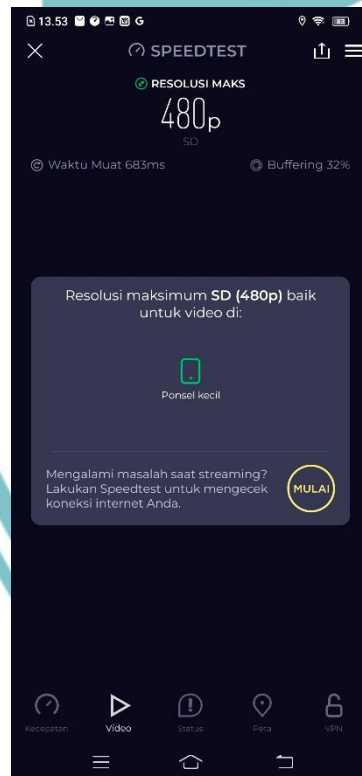 13.53 G 83
SPEEDTEST
RESOLUSI MAKS
480p
SD
Waktu Muat 683ms Buffering 32%
Resolusi maksimum SD (480p) baik
untuk video di:
Ponsel kecil
Mengalami masalah saat streaming?
Lakukan Speedtest untuk mengecek
koneksi internet Anda.
MULAI
Kecepatan Video Status Peta VPN